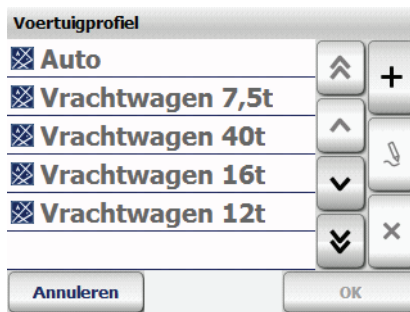 Voertuigprofiel
Auto
Vrachtwagen 7,5t
Vrachtwagen 40t
Vrachtwagen 16t
Vrachtwagen 12t
Annuleren
OK